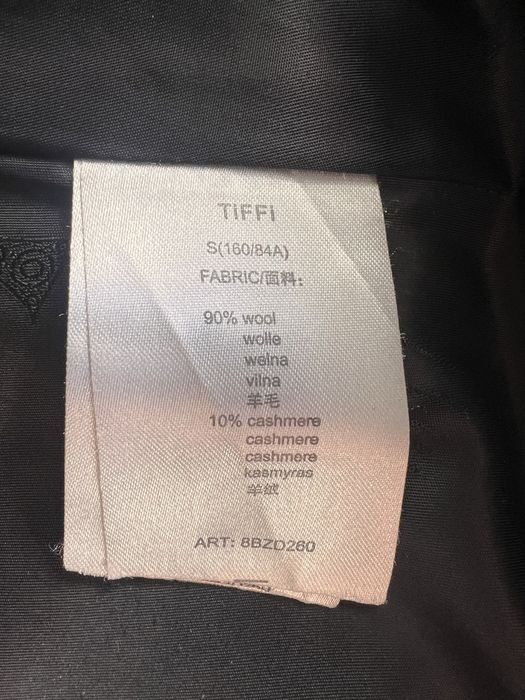 TIFFI
S(160/84A)
FABRIC/面料:
90% wool
wolle
welna
vilna
羊毛
10% cashmere
cashmere
cashmere
kasmyras
羊绒
ART: 8BZD260